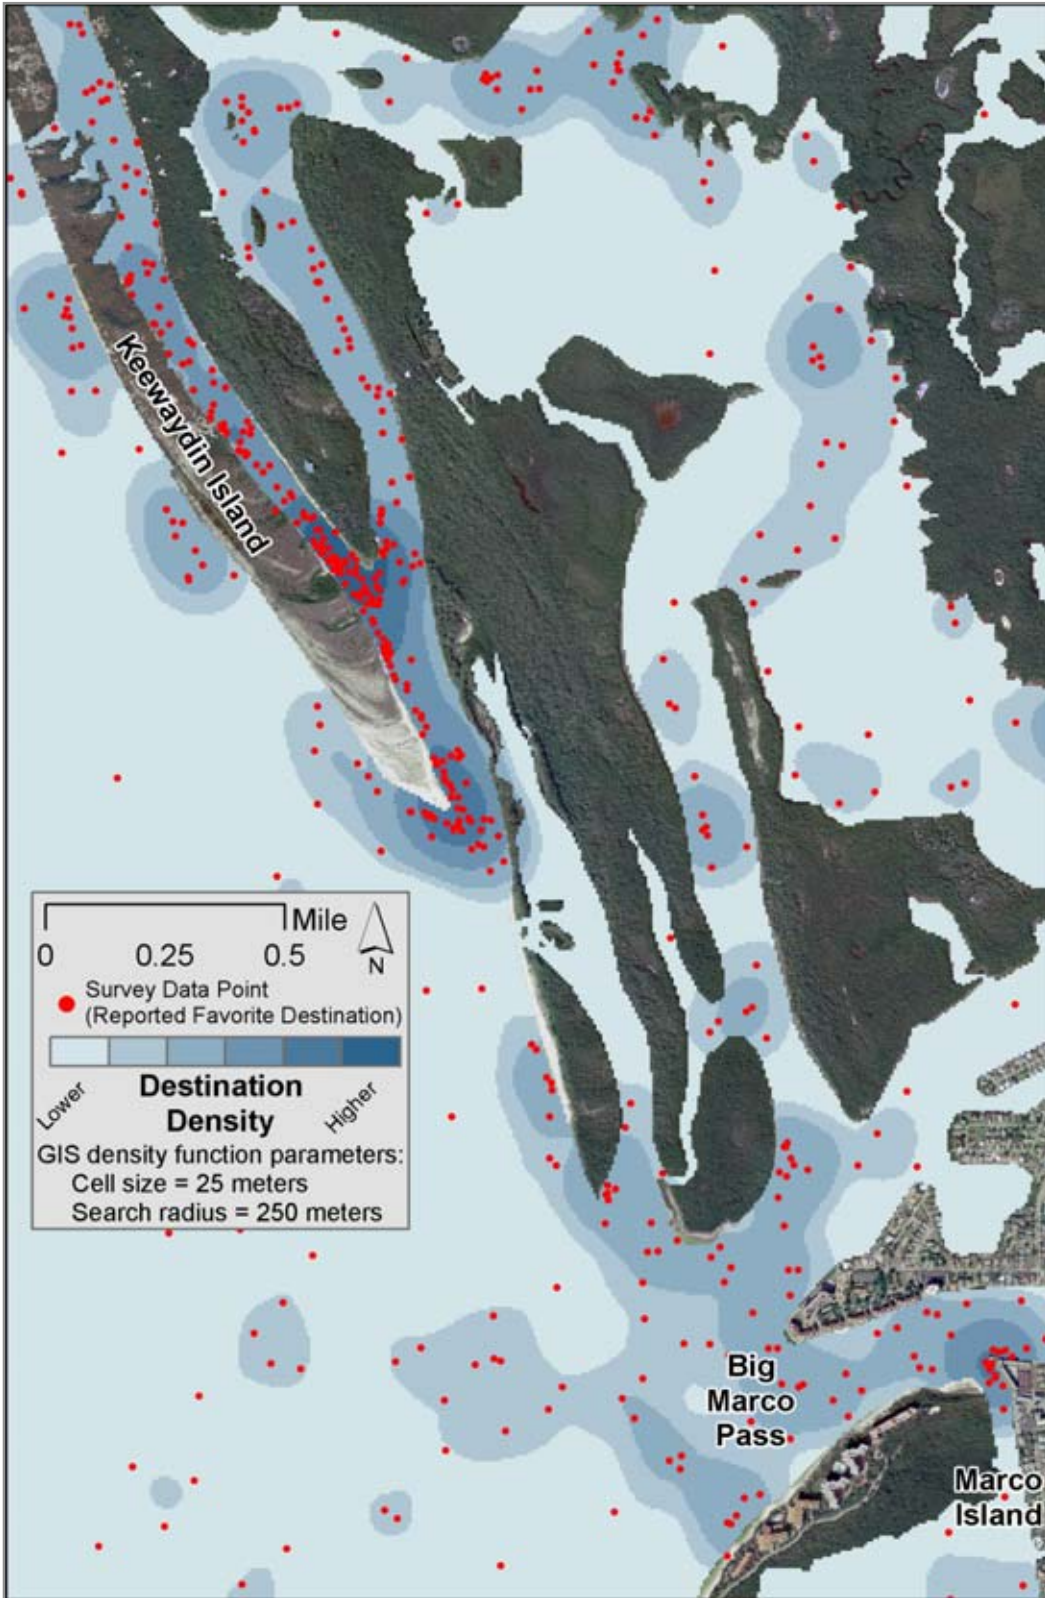 Keewaydin Island
Mile
0 0.25 0.5
N
Survey Data Point
(Reported Favorite Destination)
Lower
Destination
Density
Higher
GIS density function parameters:
Cell size = 25 meters
Search radius = 250 meters
Big
Marco
Pass
Marco
Island